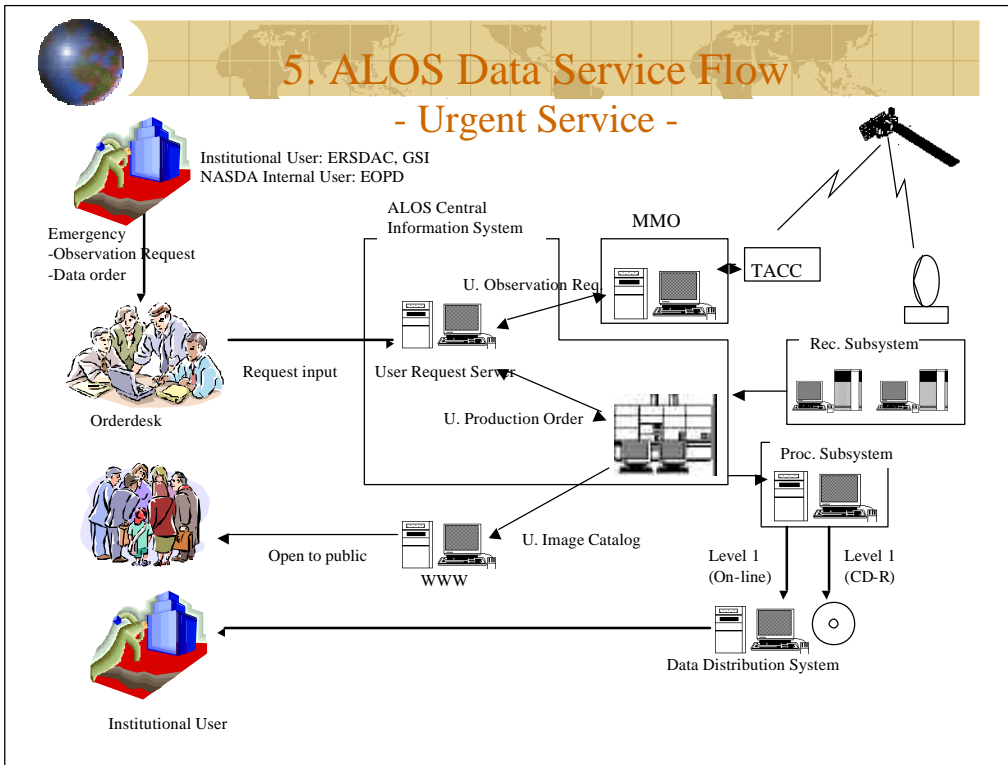 5. ALOS Data Service Flow
- Urgent Service -
Institutional User: ERSDAC, GSI
NASDA Internal User: EOPD
Emergency
-Observation Request
-Data order
Orderdesk
Request input
ALOS Central
Information System
User Request Server
U. Observation Req.
MMO
TACC
U. Production Order
Rec. Subsystem
Proc. Subsystem
U. Image Catalog
WWW
Open to public
Level 1
(On-line)
Level 1
(CD-R)
Data Distribution System
Institutional User